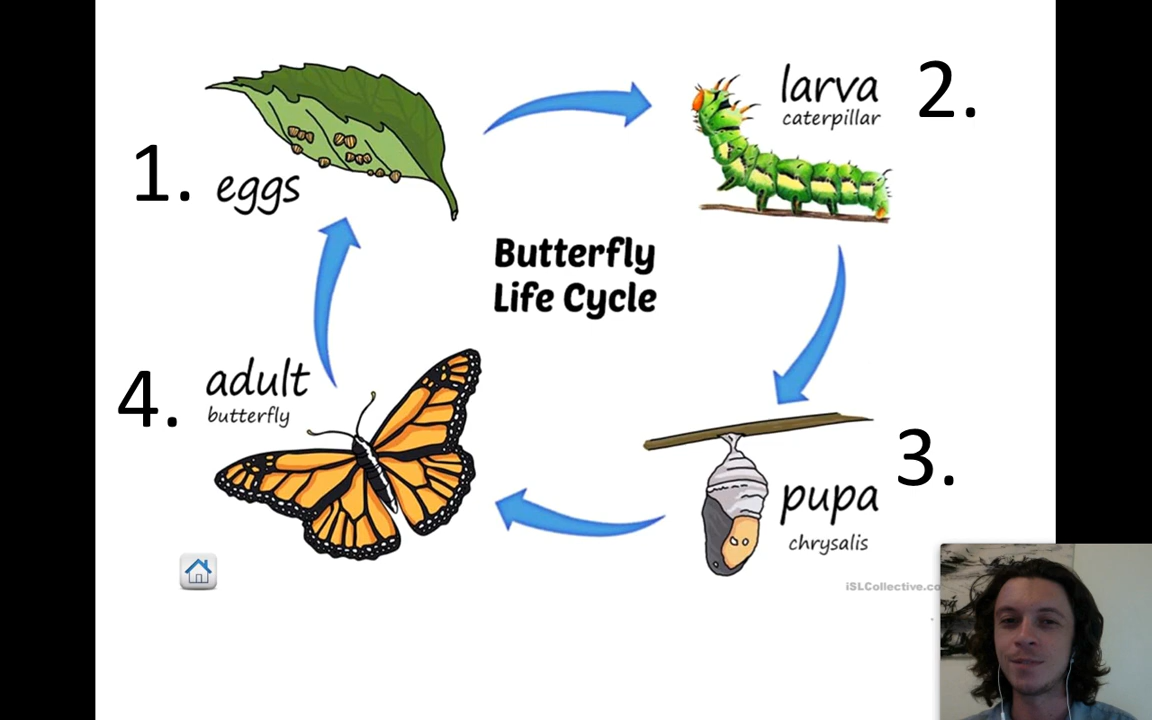 1.
eggs
larva
caterpillar
2.
Butterfly
Life Cycle
4.
adult
butterfly
3.
pupa
chrysalis